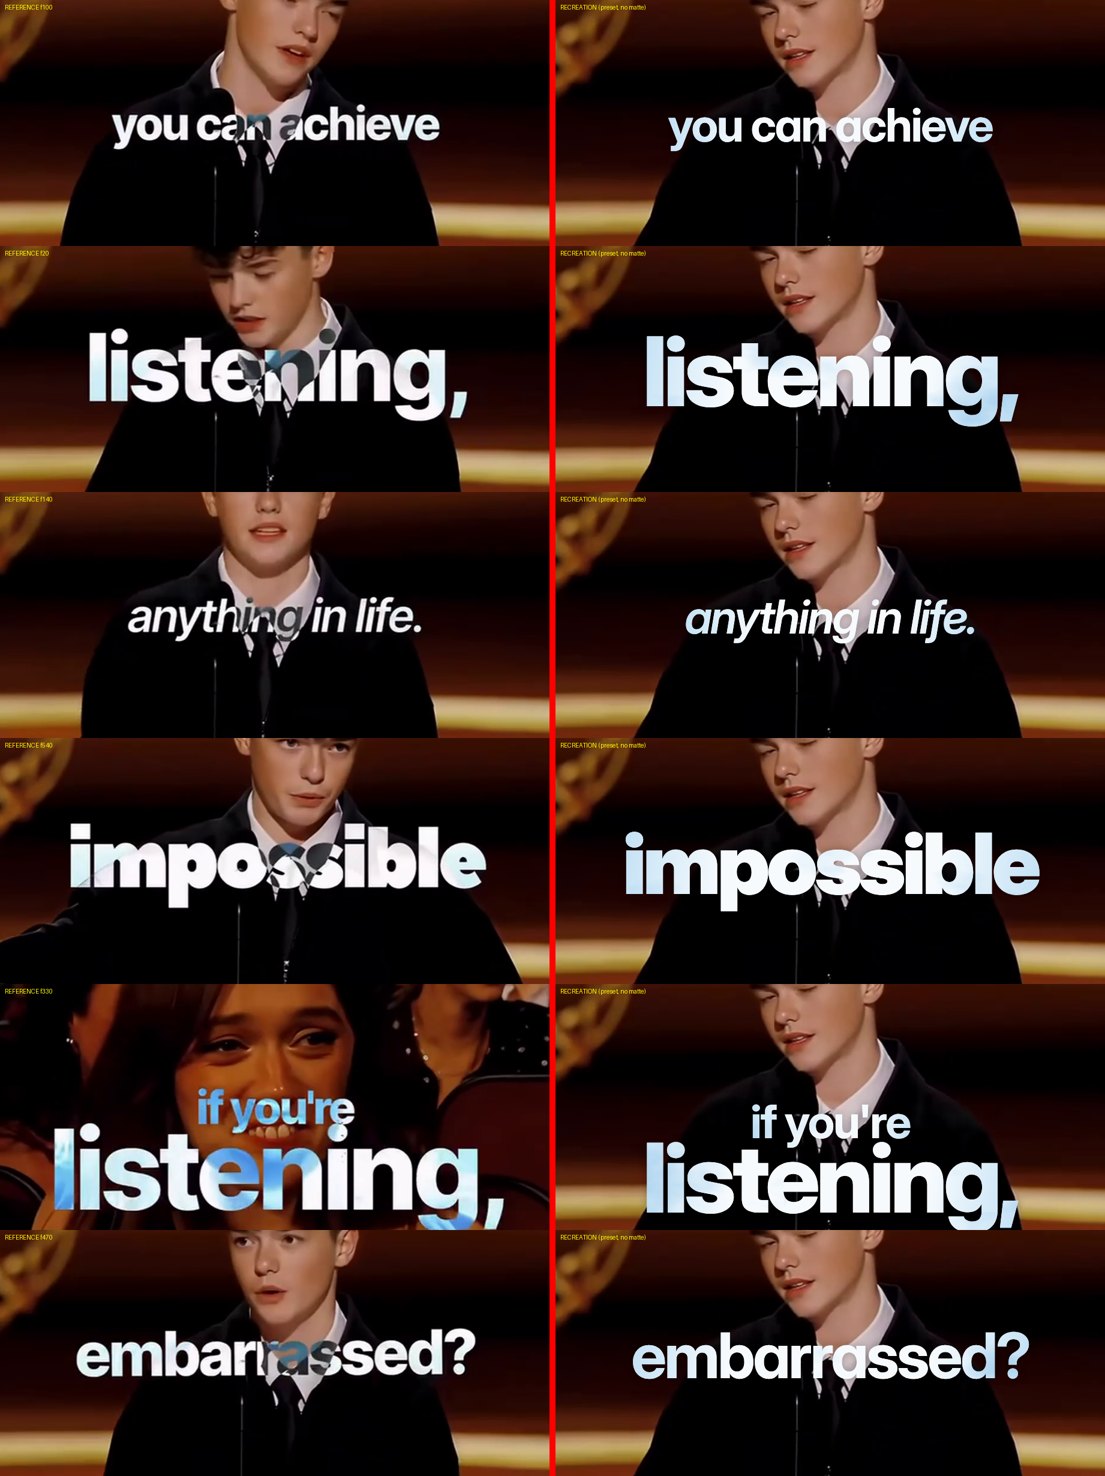 REFERENCE f100
RECREATION (preset, no matte)
you can achieve
you can achieve
REFERENCE f20
RECREATION (preset, no matte)
listening,
listening,
REFERENCE f140
RECREATION (preset, no matte)
anything in life.
anything in life.
REFERENCE f540
RECREATION (preset, no matte)
impossible
impossible
REFERENCE f330
RECREATION (preset, no matte)
if you're
listening,
if you're
listening,
REFERENCE f470
RECREATION (preset, no matte)
embarrassed?
embarrassed?